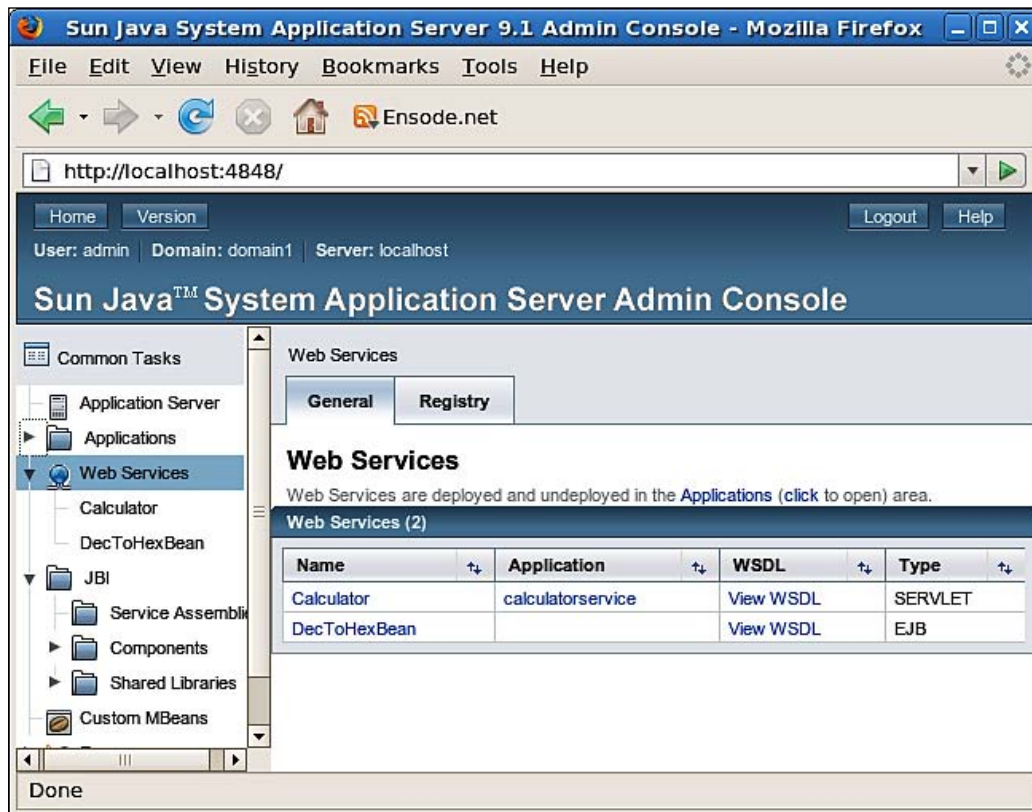 Sun Java System Application Server 9.1 Admin Console - Mozilla Firefox
File Edit View History Bookmarks Tools Help
Ensode.net
http://localhost:4848/
Home Version Logout Help
User: admin Domain: domain1 Server: localhost
Sun Java™ System Application Server Admin Console
Common Tasks
Application Server
Applications
Web Services
Calculator
DecToHexBean
JBI
Service Assemblie
Components
Shared Libraries
Custom MBeans
Web Services
General Registry
Web Services
Web Services are deployed and undeployed in the Applications (click to open) area.
Web Services (2)
Name Application WSDL Type
Calculator calculatorservice View WSDL SERVLET
DecToHexBean View WSDL EJB
Done